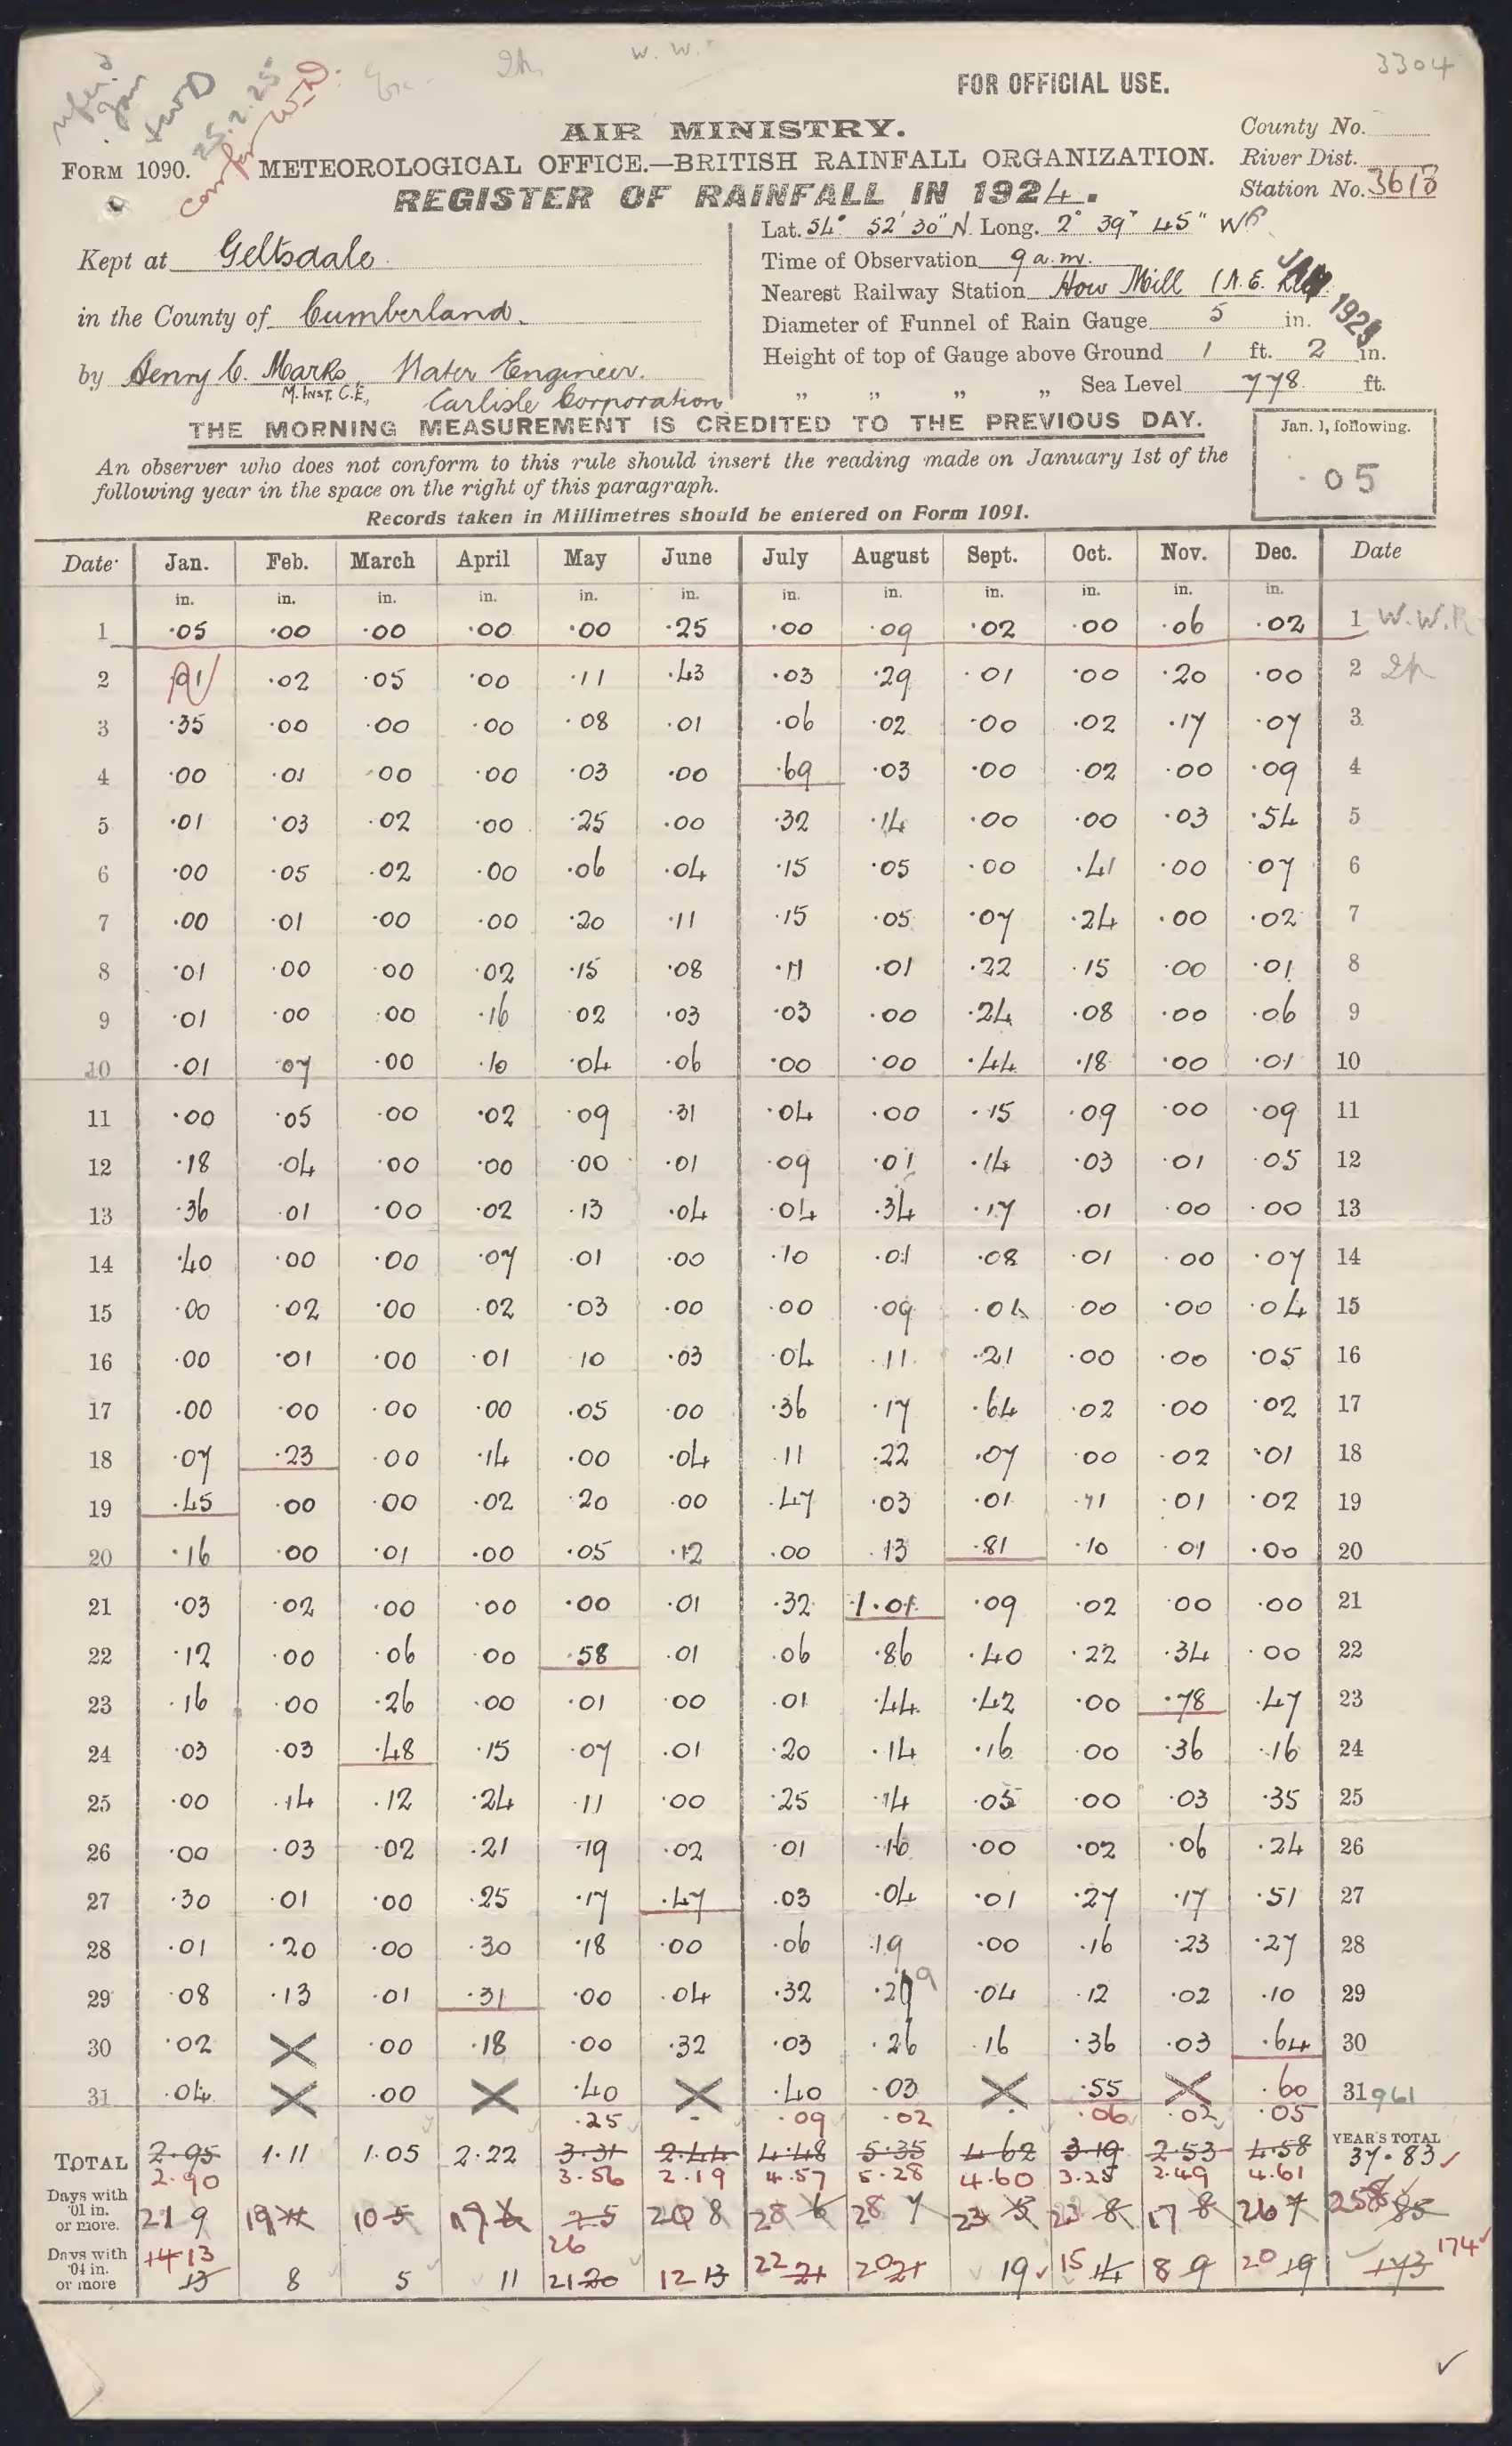 W. W.
3304
FOR OFFICIAL USE.
AIR MINISTRY.
County No.
FORM 1090. METEOROLOGICAL OFFICE.—BRITISH RAINFALL ORGANIZATION. River Dist.
REGISTER OF RAINFALL IN 1924. Station No. 3618
25.2.25
Kept at Geltsdale
in the County of Cumberland.
by Henry C. Marks, Water Engineer.
M. INST. C.E., Carlisle Corporation
Lat. 54° 52' 30" N. Long. 2° 39' 45" W
Time of Observation 9 a.m.
Nearest Railway Station How Mill (N.E.
JAN 1925
Diameter of Funnel of Rain Gauge 5 in.
Height of top of Gauge above Ground 1 ft. 2 in.
" " " " Sea Level 778 ft.
THE MORNING MEASUREMENT IS CREDITED TO THE PREVIOUS DAY.
An observer who does not conform to this rule should insert the reading made on January 1st of the
following year in the space on the right of this paragraph.
Records taken in Millimetres should be entered on Form 1091.
Jan. 1, following.
·05
Date Jan. Feb. March April May June July August Sept. Oct. Nov. Dec. Date
in. in. in. in. in. in. in. in. in. in. in. in.
1 ·05 ·00 ·00 ·00 ·00 ·25 ·00 ·09 ·02 ·00 ·06 ·02 1 W.W.R
2 ·01 ·02 ·05 ·00 ·11 ·43 ·03 ·29 ·01 ·00 ·20 ·00 2
3 ·35 ·00 ·00 ·00 ·08 ·01 ·06 ·02 ·00 ·02 ·17 ·07 3
4 ·00 ·01 ·00 ·00 ·03 ·00 ·69 ·03 ·00 ·02 ·00 ·09 4
5 ·01 ·03 ·02 ·00 ·25 ·00 ·32 ·14 ·00 ·00 ·03 ·54 5
6 ·00 ·05 ·02 ·00 ·06 ·04 ·15 ·05 ·00 ·41 ·00 ·07 6
7 ·00 ·01 ·00 ·00 ·20 ·11 ·15 ·05 ·07 ·24 ·00 ·02 7
8 ·01 ·00 ·00 ·02 ·15 ·08 ·11 ·01 ·22 ·15 ·00 ·01 8
9 ·01 ·00 ·00 ·16 ·02 ·03 ·03 ·00 ·24 ·08 ·00 ·06 9
10 ·01 ·07 ·00 ·10 ·04 ·06 ·00 ·00 ·44 ·18 ·00 ·01 10
11 ·00 ·05 ·00 ·02 ·09 ·31 ·04 ·00 ·15 ·09 ·00 ·09 11
12 ·18 ·04 ·00 ·00 ·00 ·01 ·09 ·01 ·14 ·03 ·01 ·05 12
13 ·36 ·01 ·00 ·02 ·13 ·04 ·04 ·34 ·17 ·01 ·00 ·00 13
14 ·40 ·00 ·00 ·07 ·01 ·00 ·10 ·01 ·08 ·01 ·00 ·07 14
15 ·00 ·02 ·00 ·02 ·03 ·00 ·00 ·09 ·00 ·00 ·04 15
16 ·00 ·01 ·00 ·01 ·10 ·03 ·04 ·11 ·21 ·00 ·00 ·05 16
17 ·00 ·00 ·00 ·00 ·05 ·00 ·36 ·17 ·64 ·02 ·00 ·02 17
18 ·07 ·23 ·00 ·14 ·00 ·04 ·11 ·22 ·07 ·00 ·02 ·01 18
19 ·45 ·00 ·00 ·02 ·20 ·00 ·47 ·03 ·01 ·11 ·01 ·02 19
20 ·16 ·00 ·01 ·00 ·05 ·12 ·00 ·13 ·81 ·10 ·01 ·00 20
21 ·03 ·02 ·00 ·00 ·00 ·01 ·32 1·01 ·09 ·02 ·00 ·00 21
22 ·12 ·00 ·06 ·00 ·58 ·01 ·06 ·86 ·40 ·22 ·34 ·00 22
23 ·16 ·00 ·26 ·00 ·01 ·00 ·01 ·44 ·42 ·00 ·78 ·47 23
24 ·03 ·03 ·48 ·15 ·07 ·01 ·20 ·14 ·16 ·00 ·36 ·16 24
25 ·00 ·14 ·12 ·24 ·11 ·00 ·25 ·14 ·05 ·00 ·03 ·35 25
26 ·00 ·03 ·02 ·21 ·19 ·02 ·01 ·16 ·00 ·02 ·06 ·24 26
27 ·30 ·01 ·00 ·25 ·17 ·47 ·03 ·04 ·01 ·27 ·17 ·51 27
28 ·01 ·20 ·00 ·30 ·18 ·00 ·06 ·19 ·00 ·16 ·23 ·27 28
29 ·08 ·13 ·01 ·31 ·00 ·04 ·32 ·29 ·04 ·12 ·02 ·10 29
30 ·02 ·00 ·18 ·00 ·32 ·03 ·26 ·16 ·36 ·03 ·64 30
31 ·04 ·00 ·40 ·40 ·03 ·55 ·60 31 961
·25 - ·09 ·02 · ·06 ·02 ·05
TOTAL 2.95 1.11 1.05 2.22 3.31 2.44 4.48 5.35 4.62 3.19 2.53 4.58 YEAR'S TOTAL 37.83
2.90 3.56 2.19 4.57 5.28 4.60 3.25 2.49 4.61
Days with ·01 in. or more. 21 9 19 10 5 17 6 25 20 8 28 6 28 7 23 5 23 8 17 8 26 7 258 85
26
Days with ·04 in. or more 14 13 13 8 5 11 21 20 12 13 22 21 20 21 19 15 14 8 9 20 19 173 174